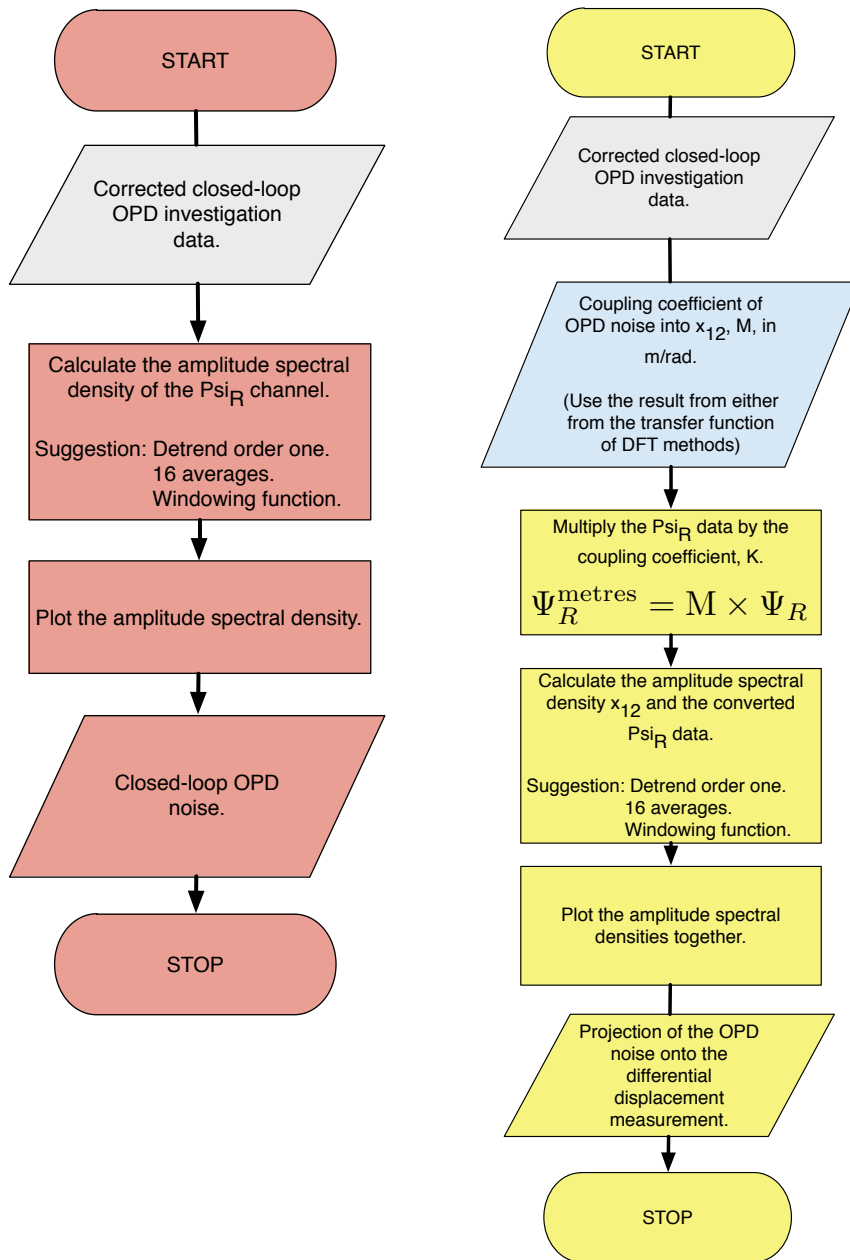 START
Corrected closed-loop
OPD investigation
data.
Calculate the amplitude spectral
density of the Psi_R channel.
Suggestion: Detrend order one.
16 averages.
Windowing function.
Plot the amplitude spectral density.
Closed-loop OPD
noise.
STOP
START
Corrected closed-loop
OPD investigation
data.
Coupling coefficient of
OPD noise into x_12, M, in
m/rad.
(Use the result from either
from the transfer function
of DFT methods)
Multiply the Psi_R data by the
coupling coefficient, K.
Ψ_R^metres = M × Ψ_R
Calculate the amplitude spectral
density x_12 and the converted
Psi_R data.
Suggestion: Detrend order one.
16 averages.
Windowing function.
Plot the amplitude spectral
densities together.
Projection of the OPD
noise onto the
differential
displacement
measurement.
STOP